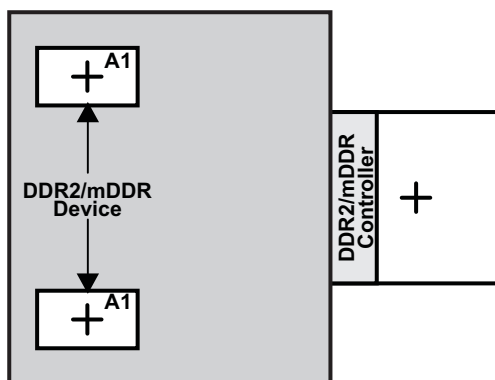 A1
DDR2/mDDR
Device
DDR2/mDDR
Controller
A1